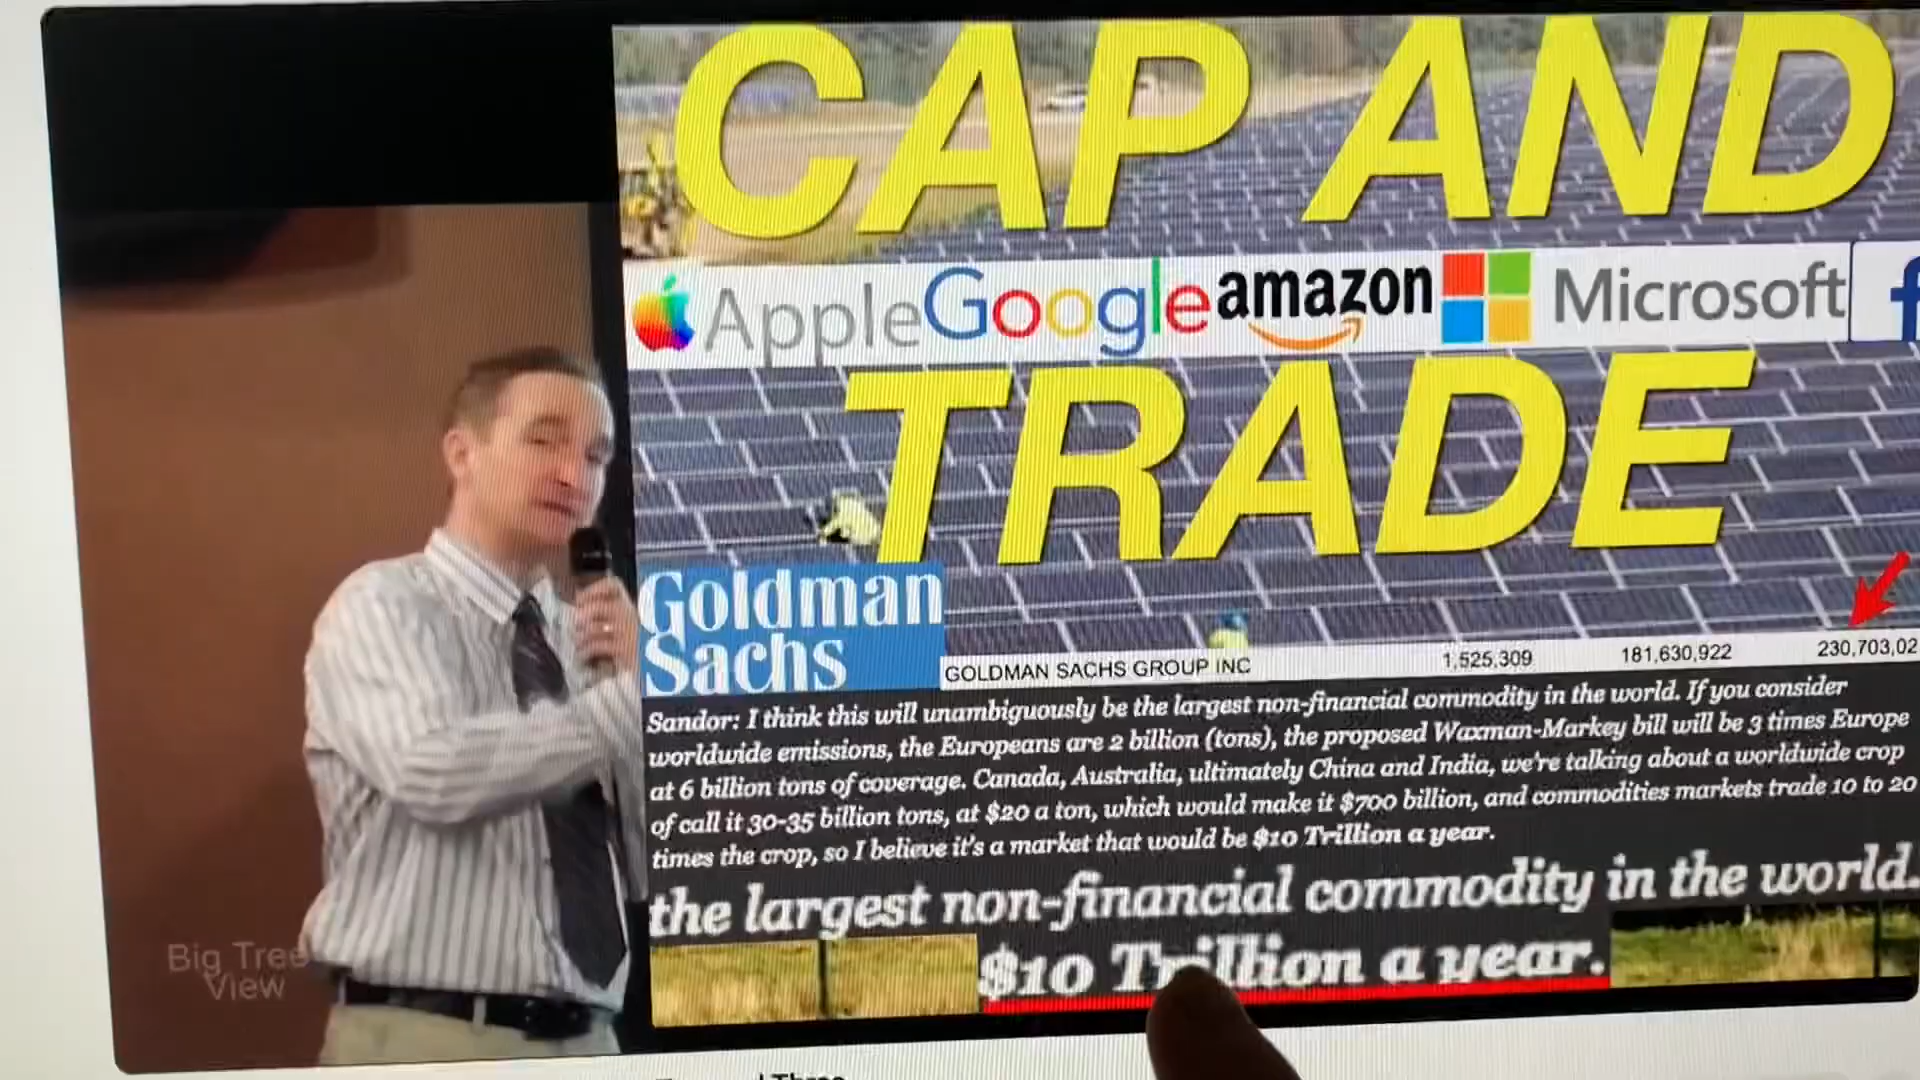 CAP AND
Apple Google amazon Microsoft f
TRADE
Goldman
Sachs
GOLDMAN SACHS GROUP INC 1,525,309 181,630,922 230,703,02
Sandor: I think this will unambiguously be the largest non-financial commodity in the world. If you consider
worldwide emissions, the Europeans are 2 billion (tons), the proposed Waxman-Markey bill will be 3 times Europe
at 6 billion tons of coverage. Canada, Australia, ultimately China and India, we're talking about a worldwide crop
of call it 30-35 billion tons, at $20 a ton, which would make it $700 billion, and commodities markets trade 10 to 20
times the crop, so I believe it's a market that would be $10 Trillion a year.
the largest non-financial commodity in the world.
$10 Trillion a year.
Big Tree
View